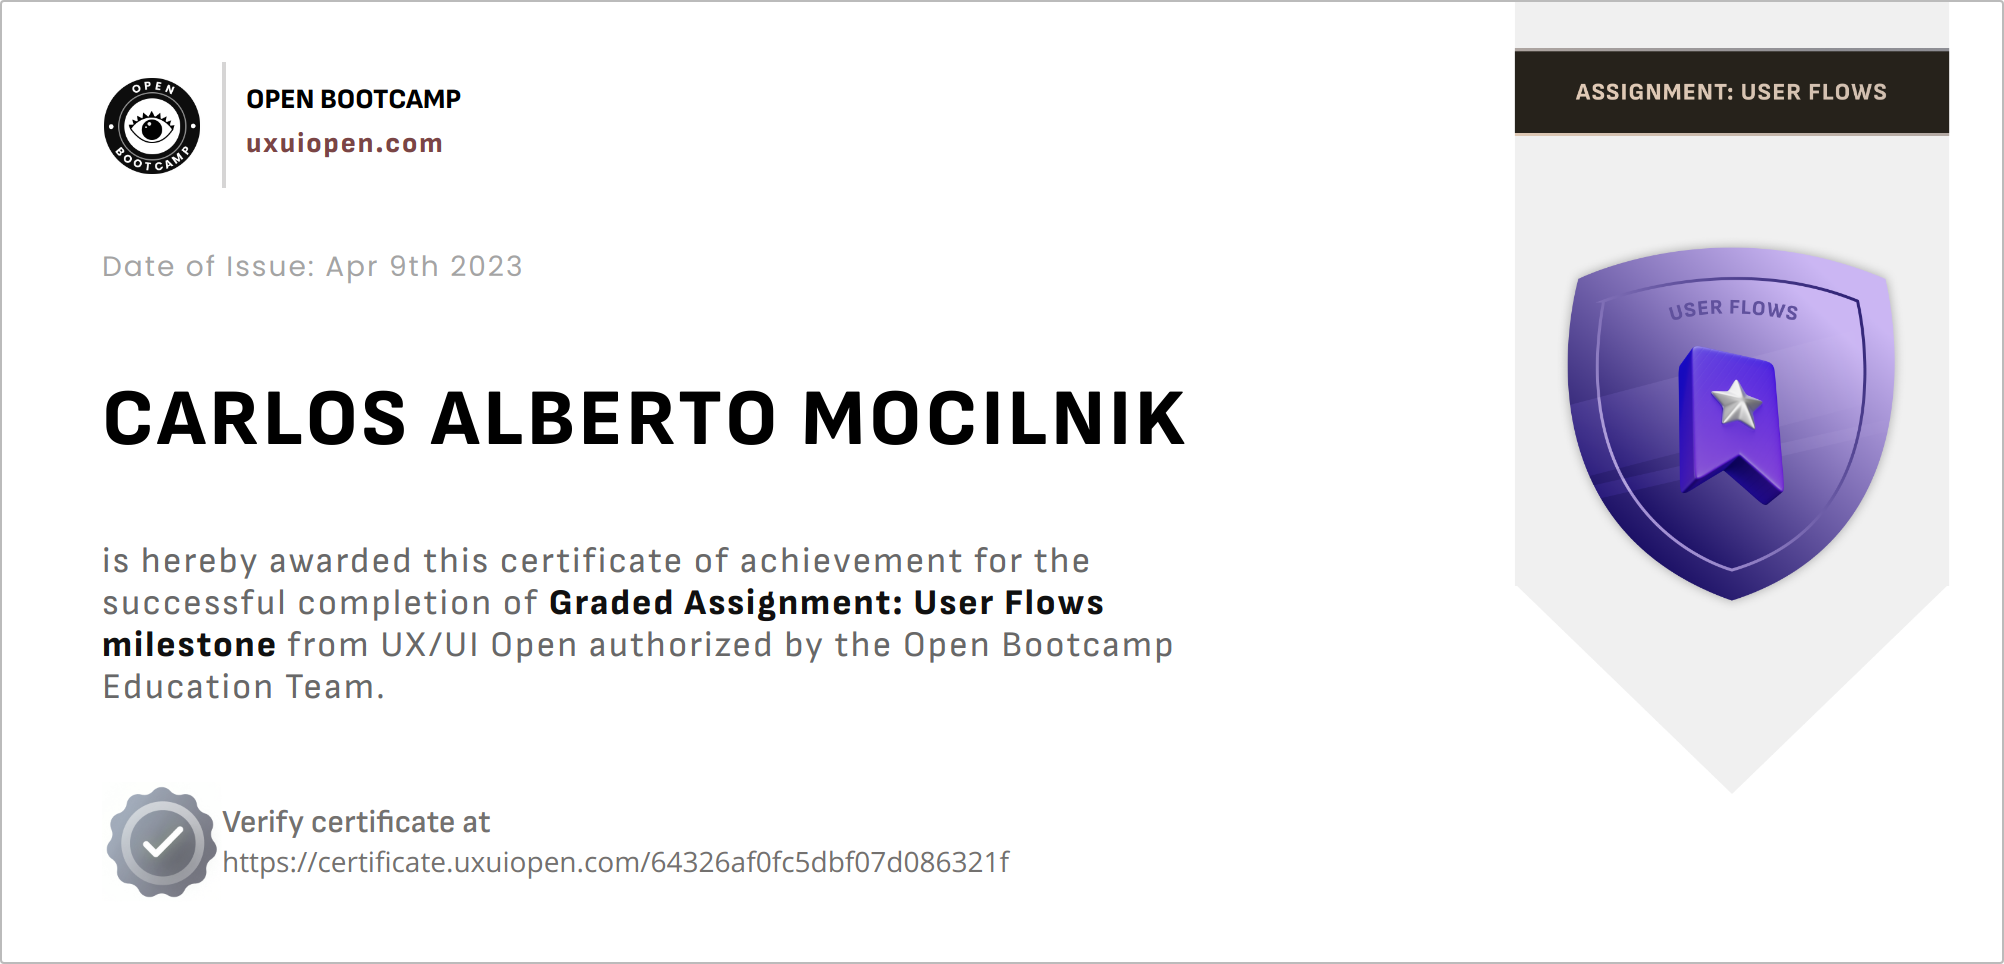 OPEN
BOOTCAMP
OPEN BOOTCAMP
uxuiopen.com
ASSIGNMENT: USER FLOWS
Date of Issue: Apr 9th 2023
USER FLOWS
CARLOS ALBERTO MOCILNIK
is hereby awarded this certificate of achievement for the
successful completion of Graded Assignment: User Flows
milestone from UX/UI Open authorized by the Open Bootcamp
Education Team.
Verify certificate at
https://certificate.uxuiopen.com/64326af0fc5dbf07d086321f